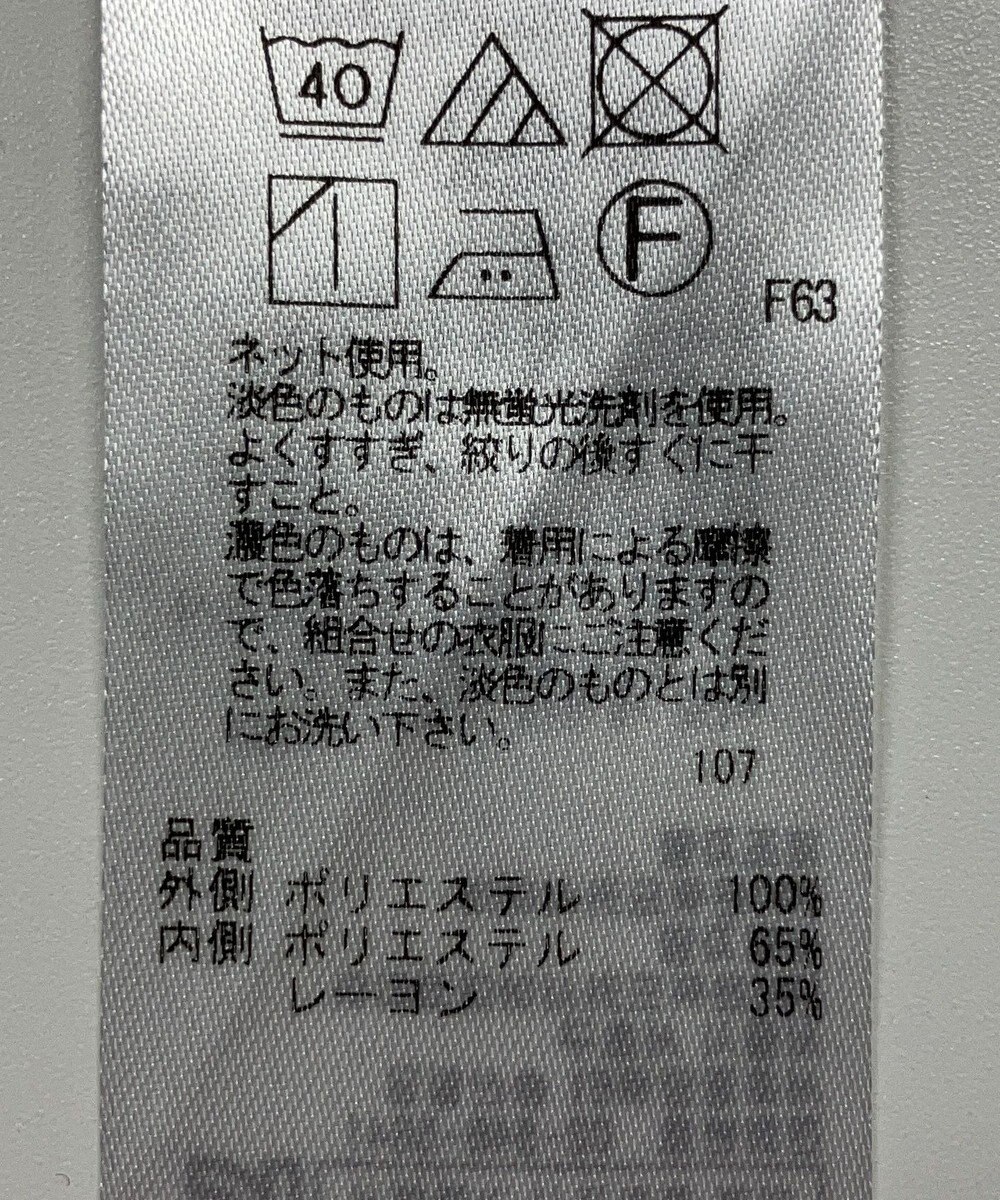 40
F
F63
ネット使用。
淡色のものは無蛍光洗剤を使用。
よくすすぎ、絞りの後すぐに干
すこと。
濃色のものは、着用による摩擦
で色落ちすることがありますの
で、組合せの衣服にご注意くだ
さい。また、淡色のものとは別
にお洗い下さい。
107
品質
外側 ポリエステル 100%
内側 ポリエステル 65%
レーヨン 35%